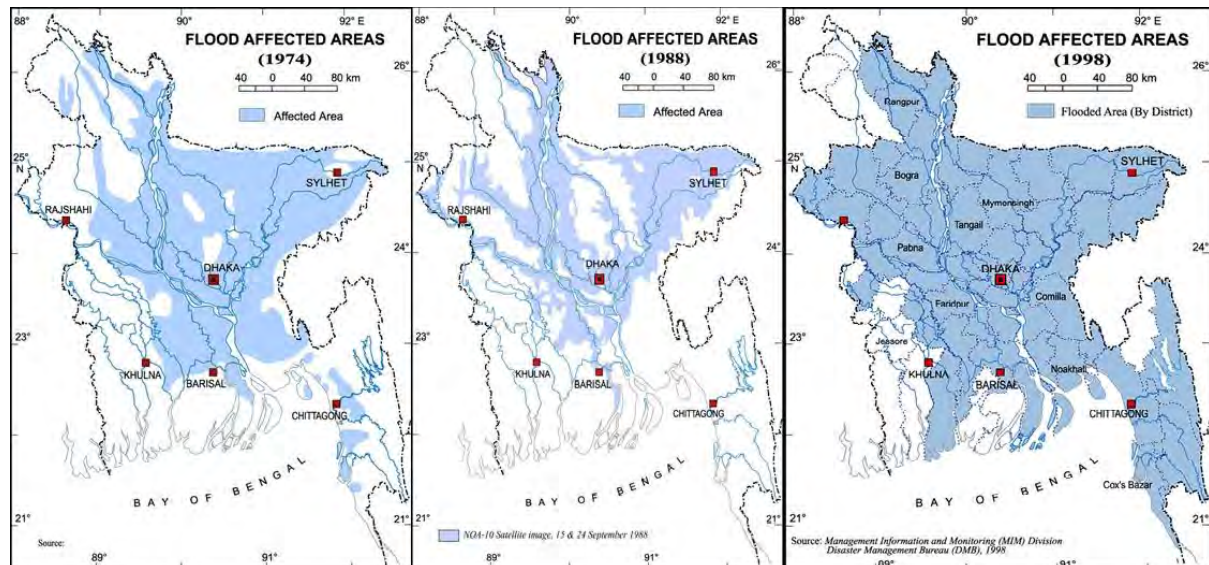 88°
90°
92° E
FLOOD AFFECTED AREAS
(1974)
40 0 40 80 km
Affected Area
26°
25°
N
24°
23°
22°
21°
SYLHET
RAJSHAHI
DHAKA
KHULNA
BARISAL
CHITTAGONG
BAY OF BENGAL
Source:
89°
91°
88°
90°
92° E
FLOOD AFFECTED AREAS
(1988)
40 0 40 80 km
Affected Area
26°
25°
N
24°
23°
22°
21°
SYLHET
RAJSHAHI
DHAKA
KHULNA
BARISAL
CHITTAGONG
BAY OF BENGAL
NOA-10 Satellite image, 15 & 24 September 1988
89°
91°
88°
90°
92° E
FLOOD AFFECTED AREAS
(1998)
40 0 40 80 km
Flooded Area (By District)
26°
25°
N
24°
23°
22°
21°
Rangpur
Bogra
SYLHET
Mymonsingh
Tangail
Pabna
DHAKA
Faridpur
Comilla
Jessore
KHULNA
BARISAL
Noakhali
CHITTAGONG
Cox's Bazar
BAY OF BENGAL
Source: Management Information and Monitoring (MIM) Division
Disaster Management Bureau (DMB), 1998
91°